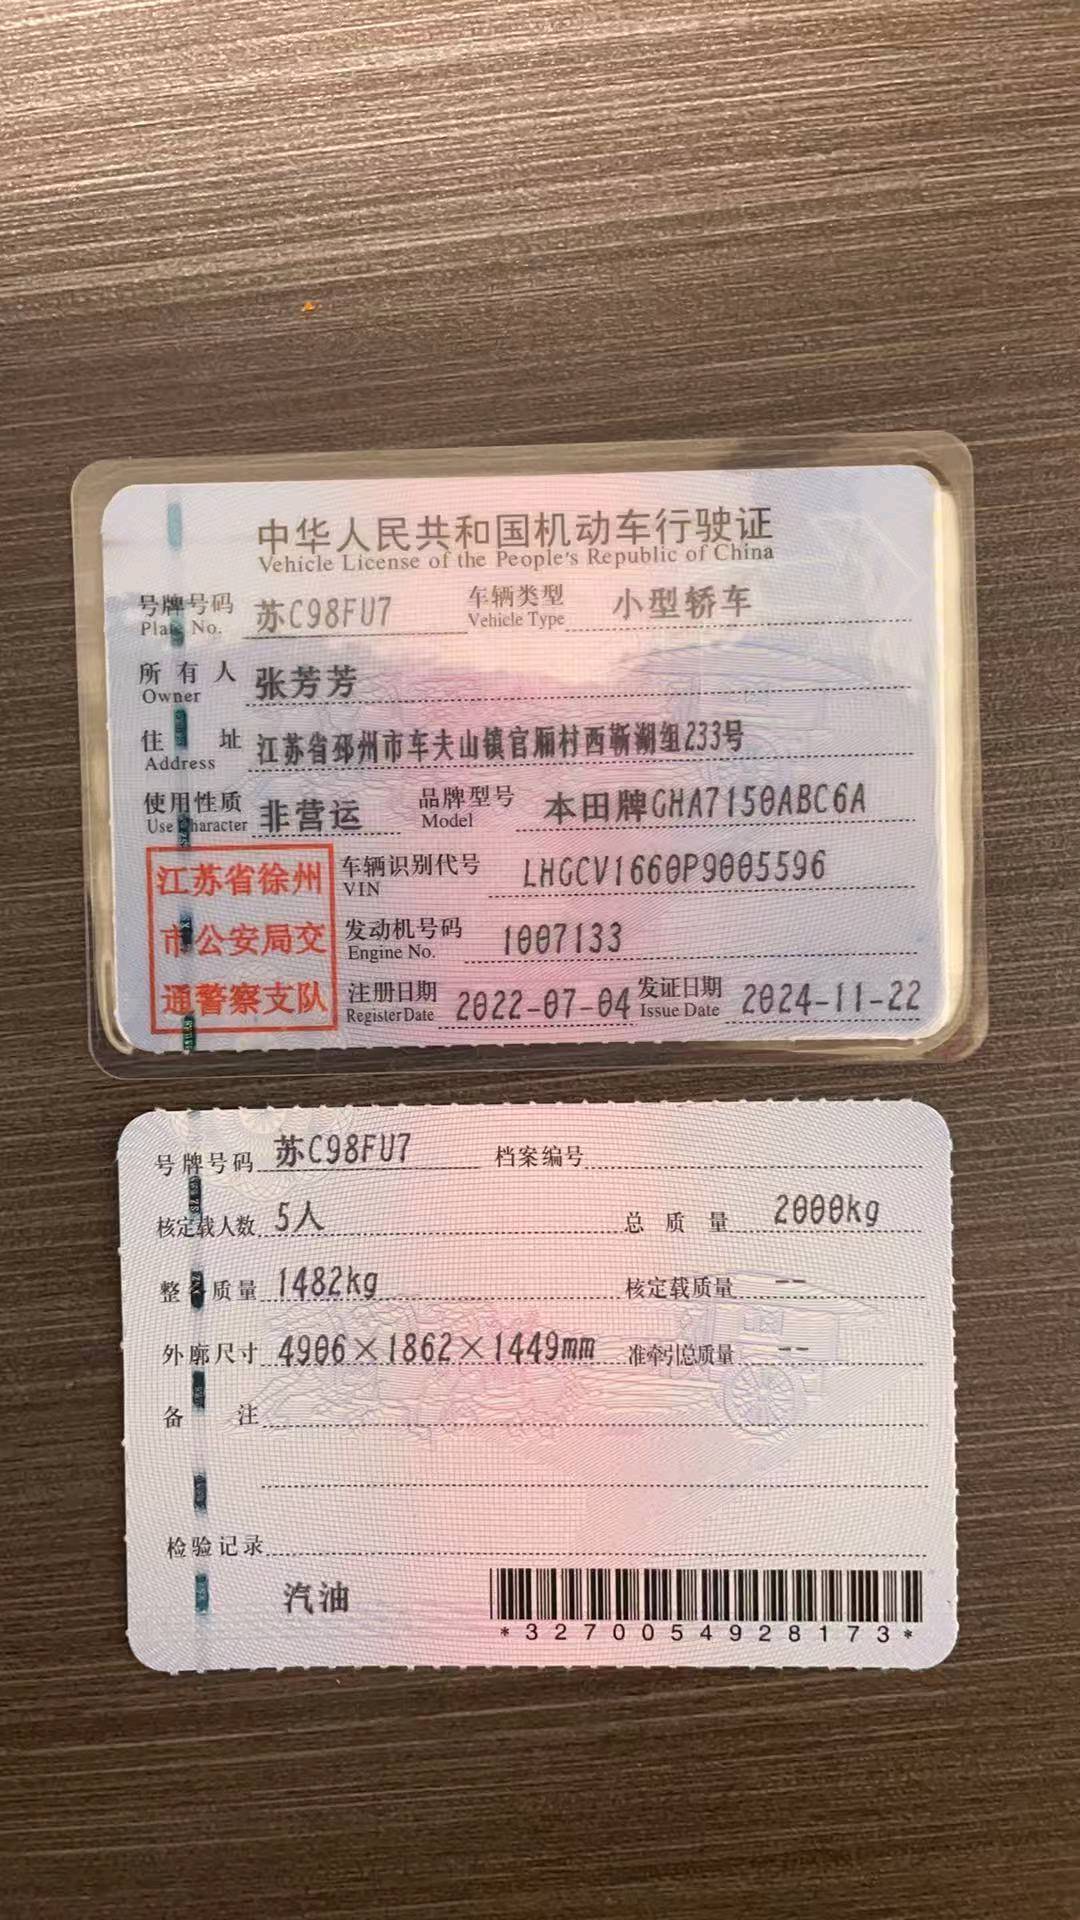 中华人民共和国机动车行驶证
Vehicle License of the People's Republic of China
号牌号码 苏C98FU7 车辆类型 小型轿车
Plate No. Vehicle Type
所有人 张芳芳
Owner
住址 江苏省邳州市车夫山镇官厢村西靳湖组233号
Address
使用性质 非营运 品牌型号 本田牌GHA7150ABC6A
Use Character Model
江苏省徐州
市公安局交
通警察支队
车辆识别代号 LHGCV1660P9005596
VIN
发动机号码 1007133
Engine No.
注册日期 2022-07-04 发证日期 2024-11-22
Register Date Issue Date
号牌号码 苏C98FU7 档案编号
核定载人数 5人 总质量 2000kg
整备质量 1482kg 核定载质量 --
外廓尺寸 4906×1862×1449mm 准牵引总质量 --
备注
检验记录
汽油
*3270054928173*